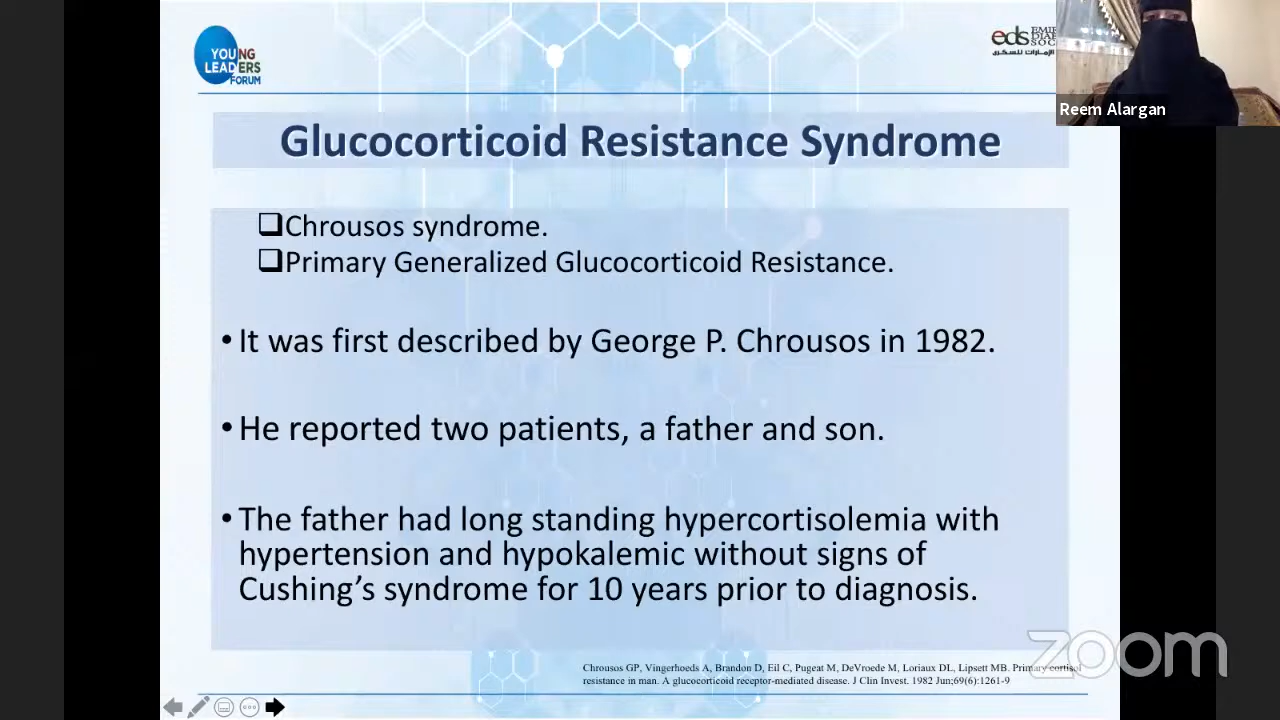 YOUNG
LEADERS
FORUM
eds
الإمارات للسكري
Reem Alargan
Glucocorticoid Resistance Syndrome
❑Chrousos syndrome.
❑Primary Generalized Glucocorticoid Resistance.
• It was first described by George P. Chrousos in 1982.
• He reported two patients, a father and son.
• The father had long standing hypercortisolemia with
hypertension and hypokalemic without signs of
Cushing’s syndrome for 10 years prior to diagnosis.
Chrousos GP, Vingerhoeds A, Brandon D, Eil C, Pugeat M, DeVroede M, Loriaux DL, Lipsett MB. Primary cortisol
resistance in man. A glucocorticoid receptor-mediated disease. J Clin Invest. 1982 Jun;69(6):1261-9
zoom